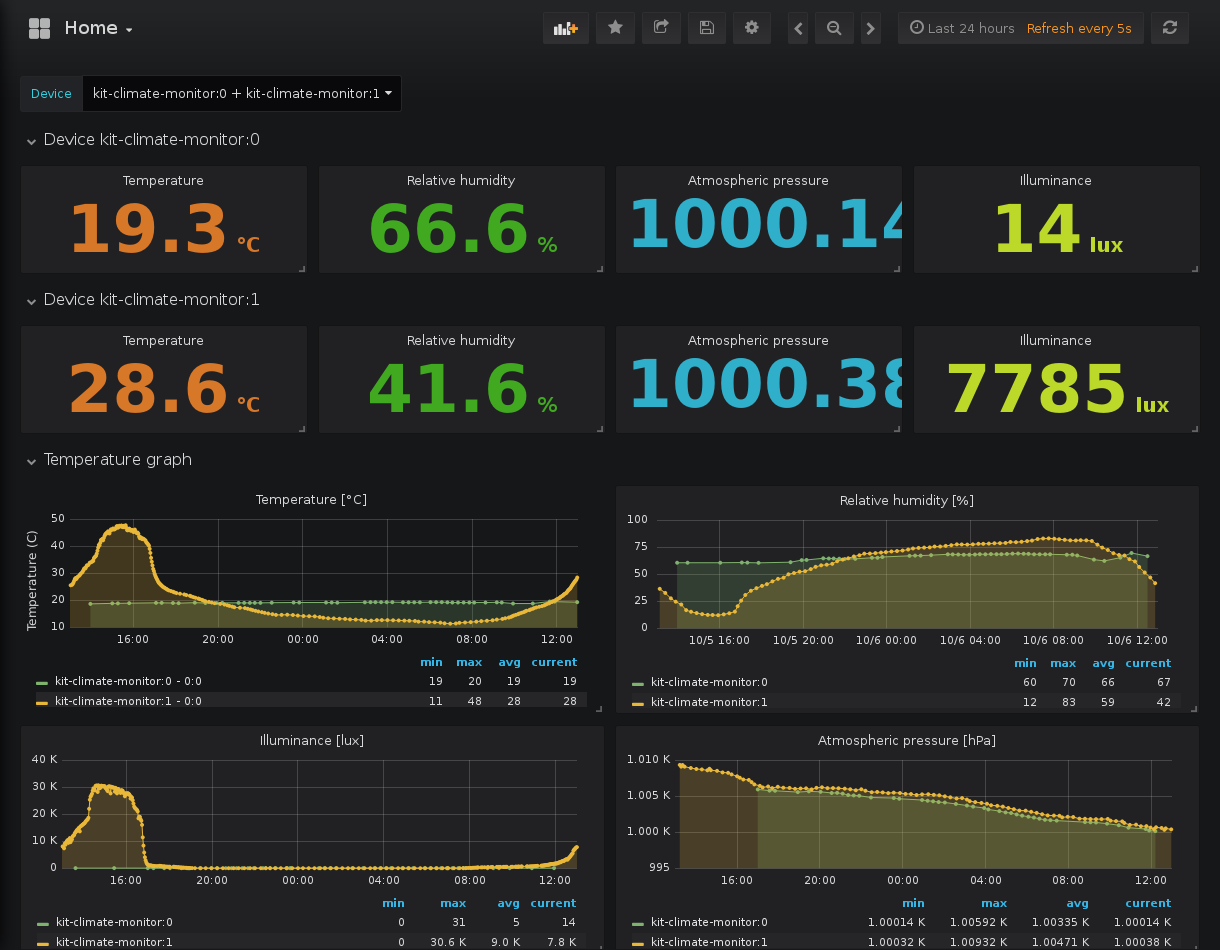 Home
Last 24 hours Refresh every 5s
Device kit-climate-monitor:0 + kit-climate-monitor:1
Device kit-climate-monitor:0
Temperature Relative humidity Atmospheric pressure Illuminance
19.3 °C 66.6 % 1000.14 14 lux
Device kit-climate-monitor:1
Temperature Relative humidity Atmospheric pressure Illuminance
28.6 °C 41.6 % 1000.38 7785 lux
Temperature graph
Temperature [°C]
Temperature (C)
50
40
30
20
10
16:00 20:00 00:00 04:00 08:00 12:00
min max avg current
kit-climate-monitor:0 - 0:0 19 20 19 19
kit-climate-monitor:1 - 0:0 11 48 28 28
Relative humidity [%]
100
75
50
25
0
10/5 16:00 10/5 20:00 10/6 00:00 10/6 04:00 10/6 08:00 10/6 12:00
min max avg current
kit-climate-monitor:0 60 70 66 67
kit-climate-monitor:1 12 83 59 42
Illuminance [lux]
40 K
30 K
20 K
10 K
0
16:00 20:00 00:00 04:00 08:00 12:00
min max avg current
kit-climate-monitor:0 0 31 5 14
kit-climate-monitor:1 0 30.6 K 9.0 K 7.8 K
Atmospheric pressure [hPa]
1.010 K
1.005 K
1.000 K
995
16:00 20:00 00:00 04:00 08:00 12:00
min max avg current
kit-climate-monitor:0 1.00014 K 1.00592 K 1.00335 K 1.00014 K
kit-climate-monitor:1 1.00032 K 1.00932 K 1.00471 K 1.00038 K